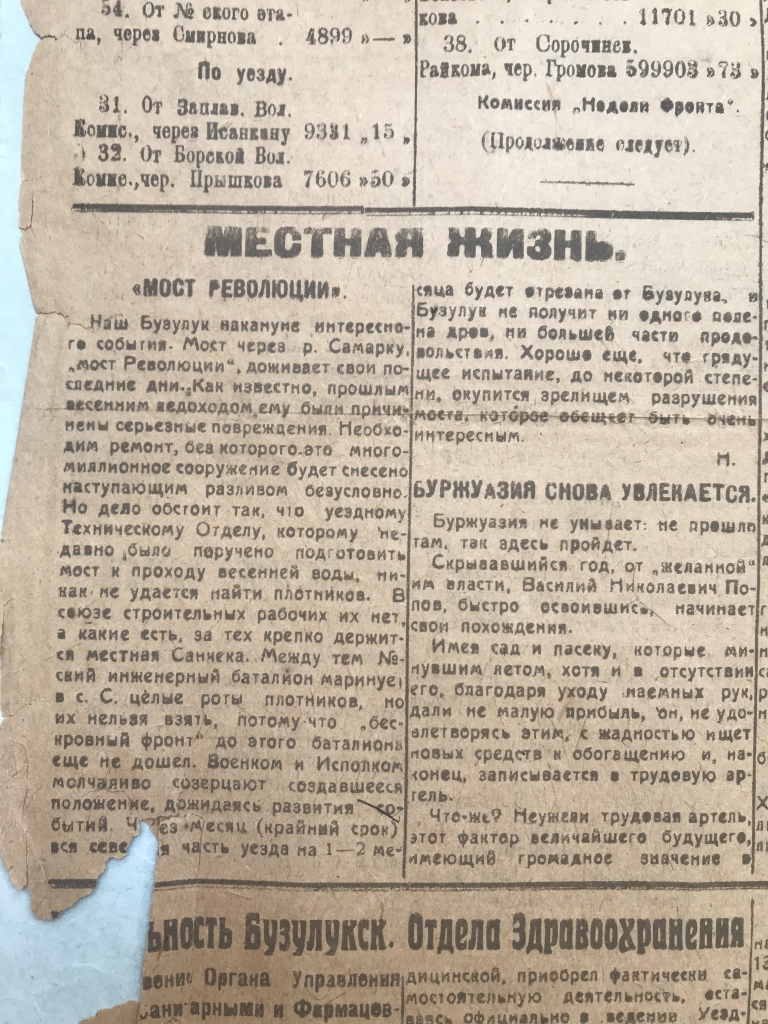 54. От № ского эта-
па, через Смирнова . 4899 »—»
По уезду.
31. От Заплав. Вол.
Комис., через Исанкину 9331 „15 „
32. От Борской Вол.
Комис., чер. Прышкова 7606 »50 »
кова . . . . . . . . 11701 »30 »
38. От Сорочинск.
Райкома, чер. Громова 599903 »73 »
Комиссия „Недели Фронта“.
(Продолжение следует).
МЕСТНАЯ ЖИЗНЬ.
«МОСТ РЕВОЛЮЦИИ».
Наш Бузулук накануне интересно-
го события. Мост через р. Самарку,
„мост Революции“, доживает свои по-
следние дни. Как известно, прошлым
весенним ледоходом ему были причи-
нены серьезные повреждения. Необхо-
дим ремонт, без которого это много-
миллионное сооружение будет снесено
наступающим разливом безусловно.
Но дело обстоит так, что уездному
Техническому Отделу, которому не-
давно было поручено подготовить
мост к проходу весенней воды, ни-
как не удается найти плотников. В
союзе строительных рабочих их нет,
а какие есть, за тех крепко держит-
ся местная Санчека. Между тем №-
ский инженерный баталион маринует
в с. С. целые роты плотников, но
их нельзя взять, потому что „бес-
кровный фронт“ до этого баталиона
еще не дошел. Военком и Исполком
молчаливо созерцают создавшееся
положение, дожидаясь развития со-
бытий. Через месяц (крайний срок)
вся северная часть уезда на 1—2 ме-
сяца будет отрезана от Бузулука, и
Бузулук не получит ни одного поле-
на дров, ни большей части продо-
вольствия. Хорошо еще, что гряду-
щее испытание, до некоторой степе-
ни, окупится зрелищем разрушения
моста, которое обещает быть очень
интересным.
Н.
БУРЖУАЗИЯ СНОВА УВЛЕКАЕТСЯ.
Буржуазия не унывает: не прошло
там, так здесь пройдет.
Скрывавшийся год, от „желанной“
им власти, Василий Николаевич По-
пов, быстро освоившись, начинает
свои похождения.
Имея сад и пасеку, которые ми-
нувшим летом, хотя и в отсутствии
его, благодаря уходу наемных рук,
дали не малую прибыль, он, не удо-
влетворясь этим, с жадностью ищет
новых средств к обогащению и, на-
конец, записывается в трудовую ар-
тель.
Что-же? Неужели трудовая артель,
этот фактор величайшего будущего,
имеющий громадное значение в
ьность Бузулукск. Отдела Здравоохранения
вение Органа Управления
санитарными и Фармацев-
дицинской, приобрел фактически са-
мостоятельную деятельность, оста-
ваясь официально в ведении Уезд-